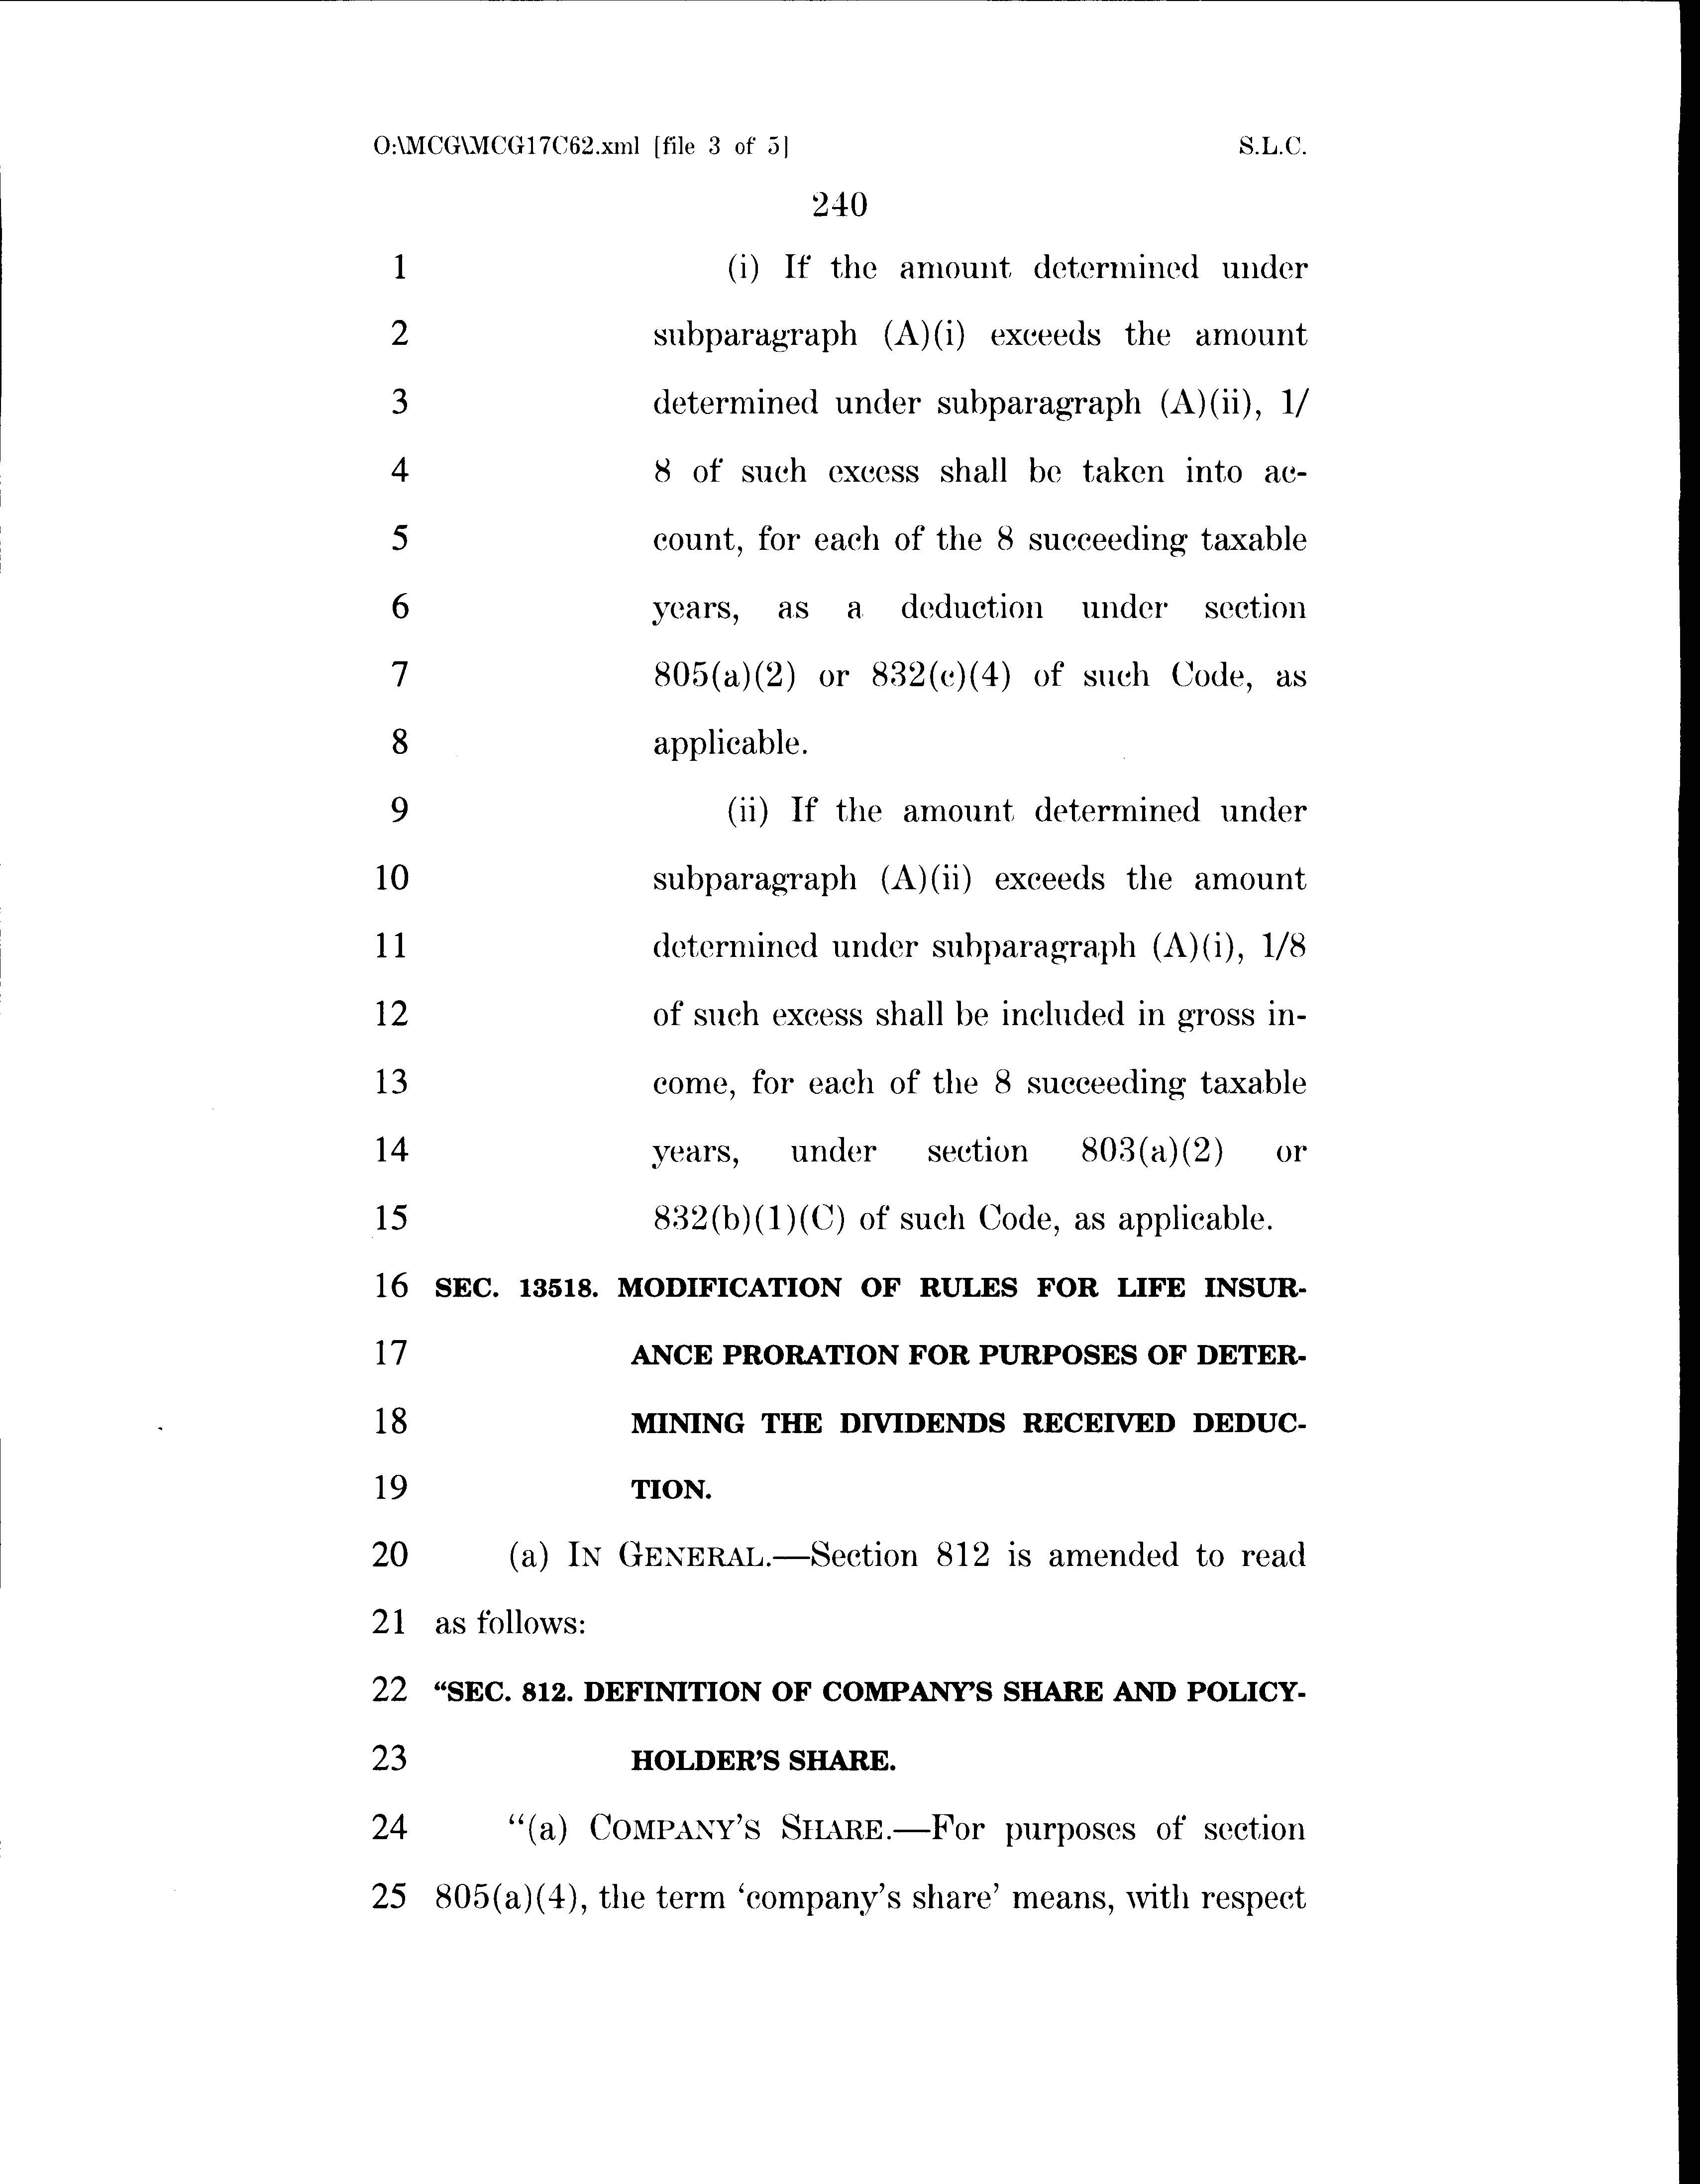 O:\MCG\MCG17C62.xml [file 3 of 5] S.L.C.
240
1 (i) If the amount determined under
2 subparagraph (A)(i) exceeds the amount
3 determined under subparagraph (A)(ii), 1/
4 8 of such excess shall be taken into ac-
5 count, for each of the 8 succeeding taxable
6 years, as a deduction under section
7 805(a)(2) or 832(c)(4) of such Code, as
8 applicable.
9 (ii) If the amount determined under
10 subparagraph (A)(ii) exceeds the amount
11 determined under subparagraph (A)(i), 1/8
12 of such excess shall be included in gross in-
13 come, for each of the 8 succeeding taxable
14 years, under section 803(a)(2) or
15 832(b)(1)(C) of such Code, as applicable.
16 SEC. 13518. MODIFICATION OF RULES FOR LIFE INSUR-
17 ANCE PRORATION FOR PURPOSES OF DETER-
18 MINING THE DIVIDENDS RECEIVED DEDUC-
19 TION.
20 (a) IN GENERAL.—Section 812 is amended to read
21 as follows:
22 “SEC. 812. DEFINITION OF COMPANY’S SHARE AND POLICY-
23 HOLDER’S SHARE.
24 “(a) COMPANY’S SHARE.—For purposes of section
25 805(a)(4), the term ‘company’s share’ means, with respect